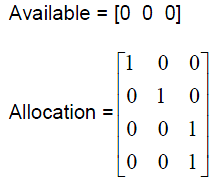 Available = [0 0 0]
Allocation = [1 0 0
0 1 0
0 0 1
0 0 1]